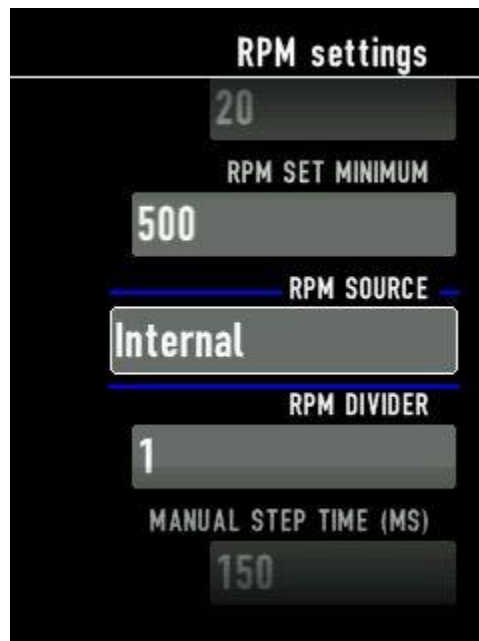 RPM settings
20
RPM SET MINIMUM
500
RPM SOURCE
Internal
RPM DIVIDER
1
MANUAL STEP TIME (MS)
150